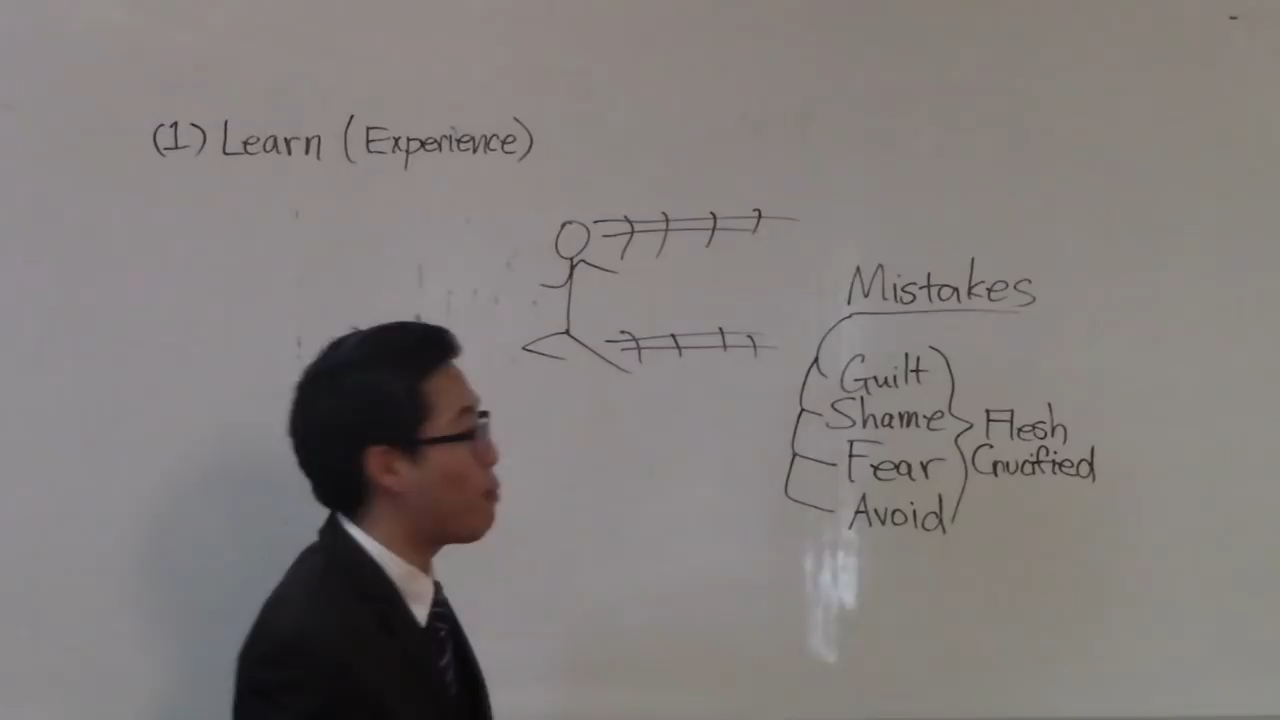 (1) Learn (Experience)
Mistakes
Guilt
Shame
Fear
Avoid
Flesh
Crucified